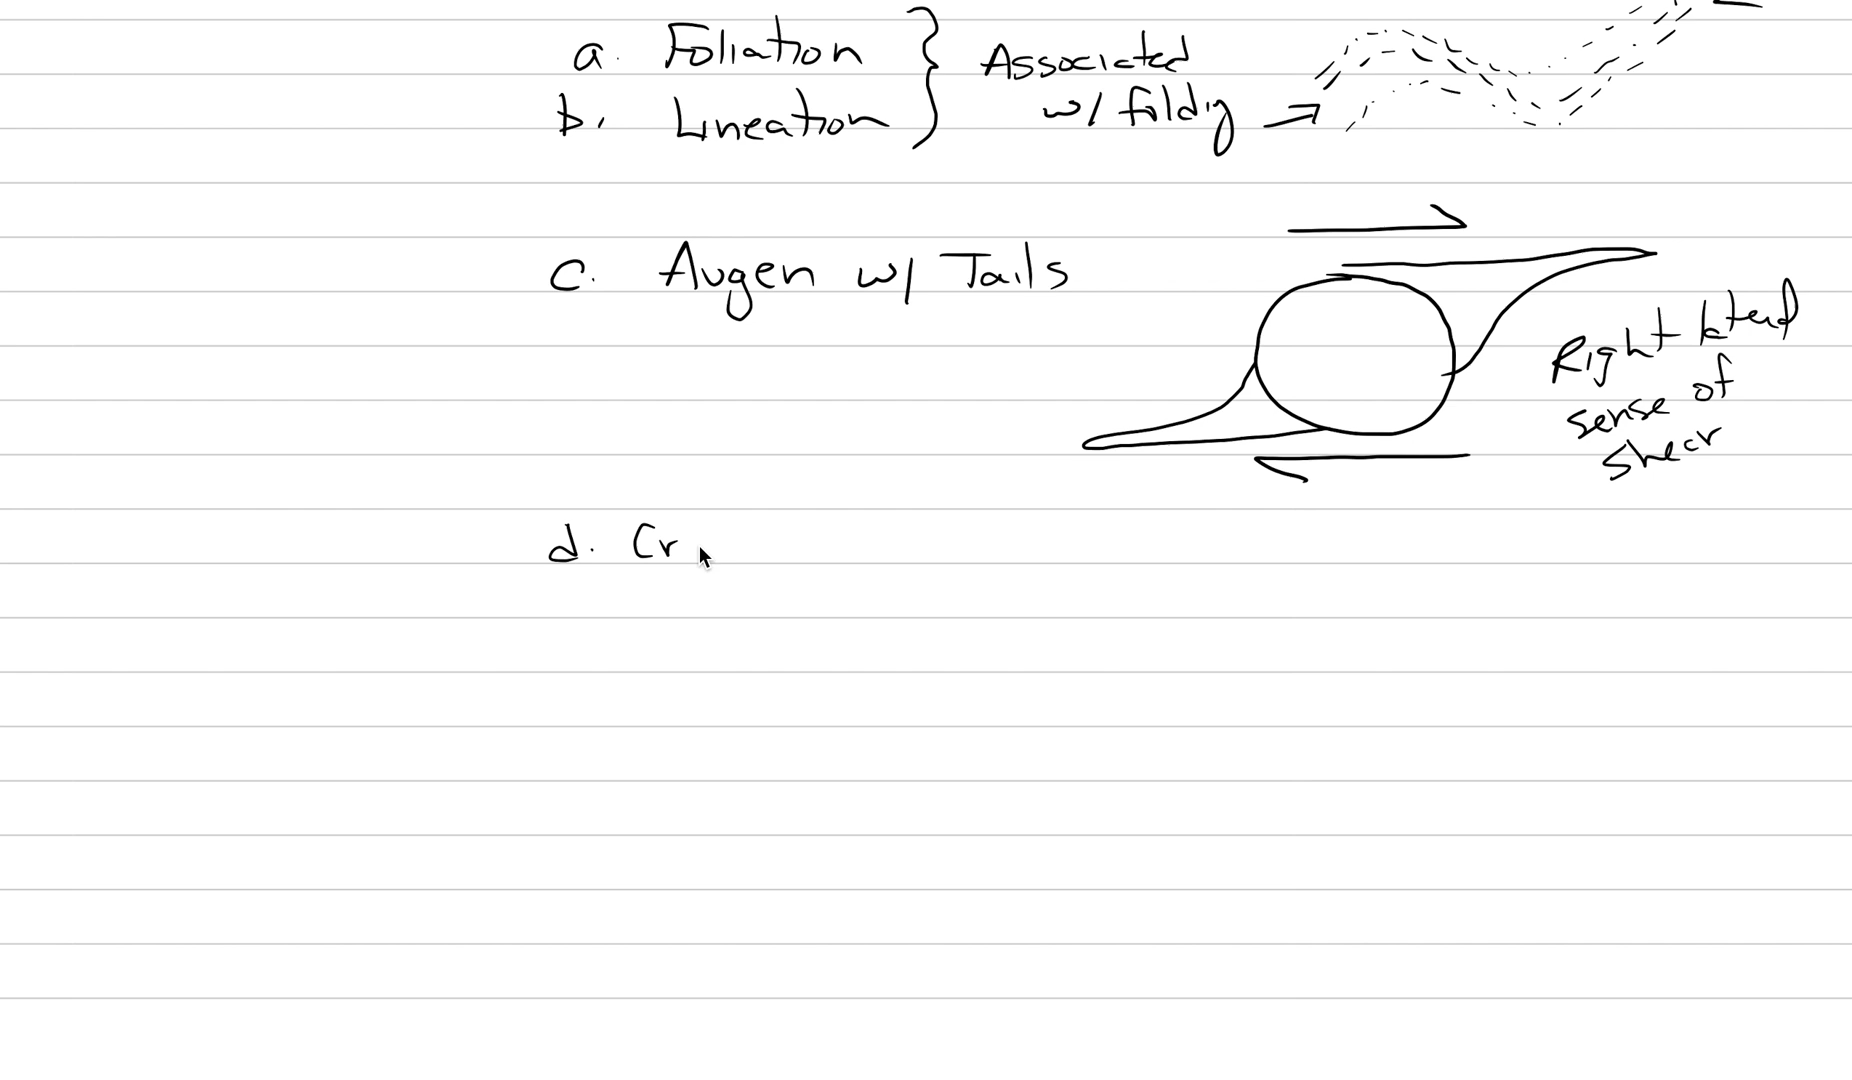 a. Foliation
b. Lineation
Associated
w/ folding
c. Augen w/ Tails
Right lateral
sense of
shear
d. Cr